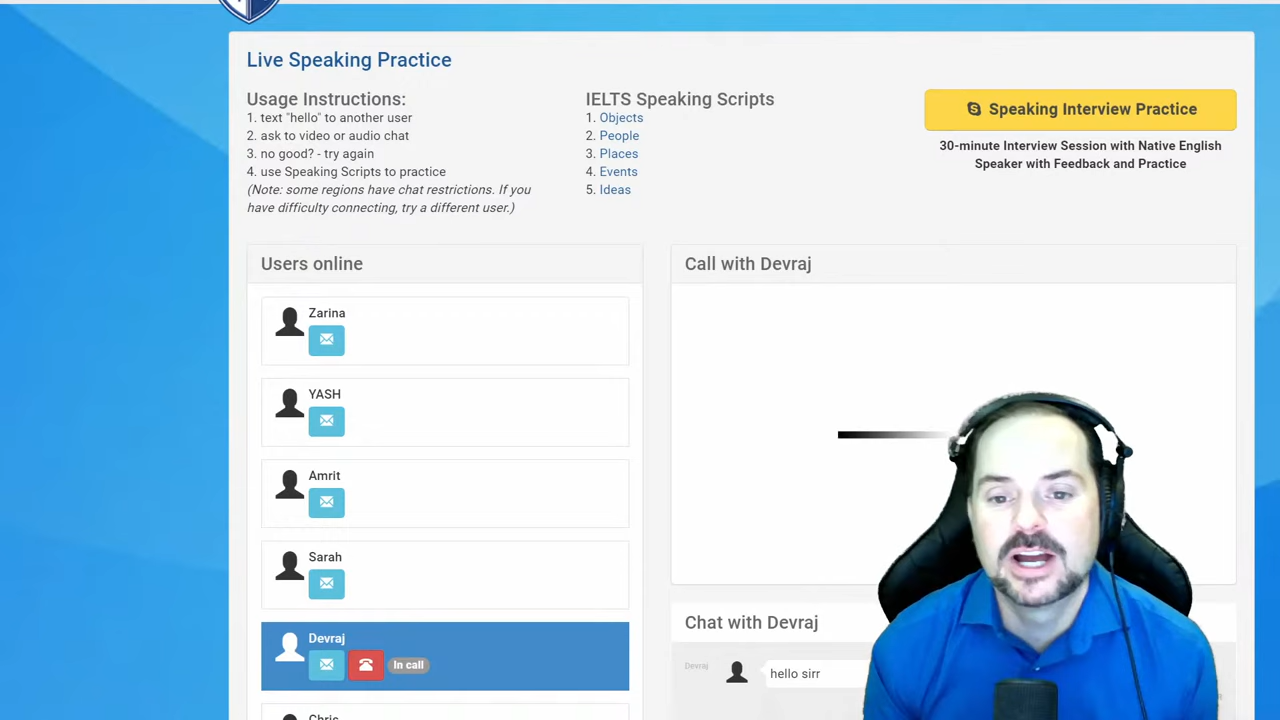 Live Speaking Practice
Usage Instructions:
1. text "hello" to another user
2. ask to video or audio chat
3. no good? - try again
4. use Speaking Scripts to practice
(Note: some regions have chat restrictions. If you
have difficulty connecting, try a different user.)
IELTS Speaking Scripts
1. Objects
2. People
3. Places
4. Events
5. Ideas
Speaking Interview Practice
30-minute Interview Session with Native English
Speaker with Feedback and Practice
Users online
Zarina
YASH
Amrit
Sarah
Devraj
In call
Chris
Call with Devraj
Chat with Devraj
Devraj
hello sirr